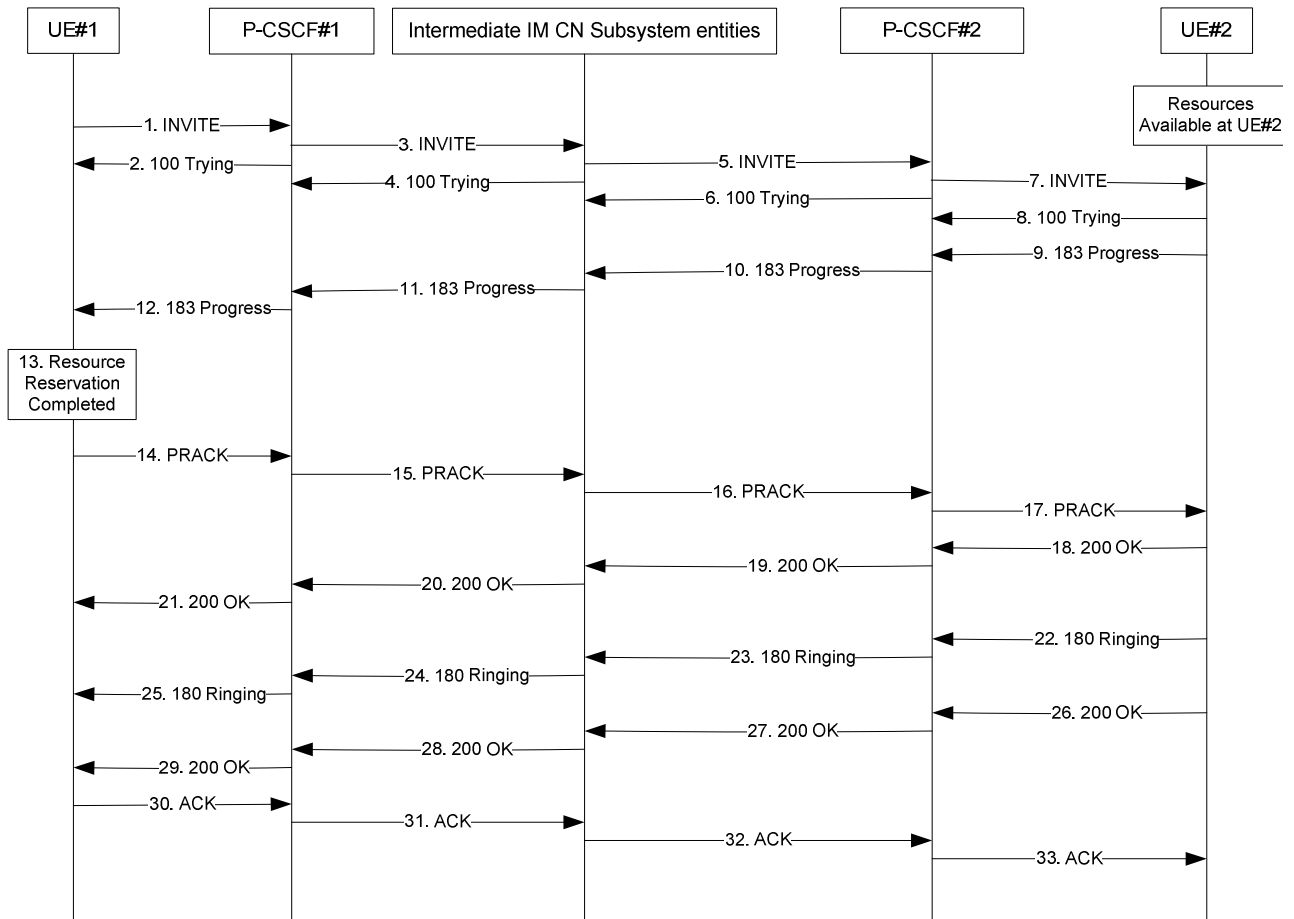 UE#1
P-CSCF#1
Intermediate IM CN Subsystem entities
P-CSCF#2
UE#2
Resources
Available at UE#2
1. INVITE
2. 100 Trying
3. INVITE
4. 100 Trying
5. INVITE
6. 100 Trying
7. INVITE
8. 100 Trying
9. 183 Progress
10. 183 Progress
11. 183 Progress
12. 183 Progress
13. Resource
Reservation
Completed
14. PRACK
15. PRACK
16. PRACK
17. PRACK
18. 200 OK
19. 200 OK
20. 200 OK
21. 200 OK
22. 180 Ringing
23. 180 Ringing
24. 180 Ringing
25. 180 Ringing
26. 200 OK
27. 200 OK
28. 200 OK
29. 200 OK
30. ACK
31. ACK
32. ACK
33. ACK